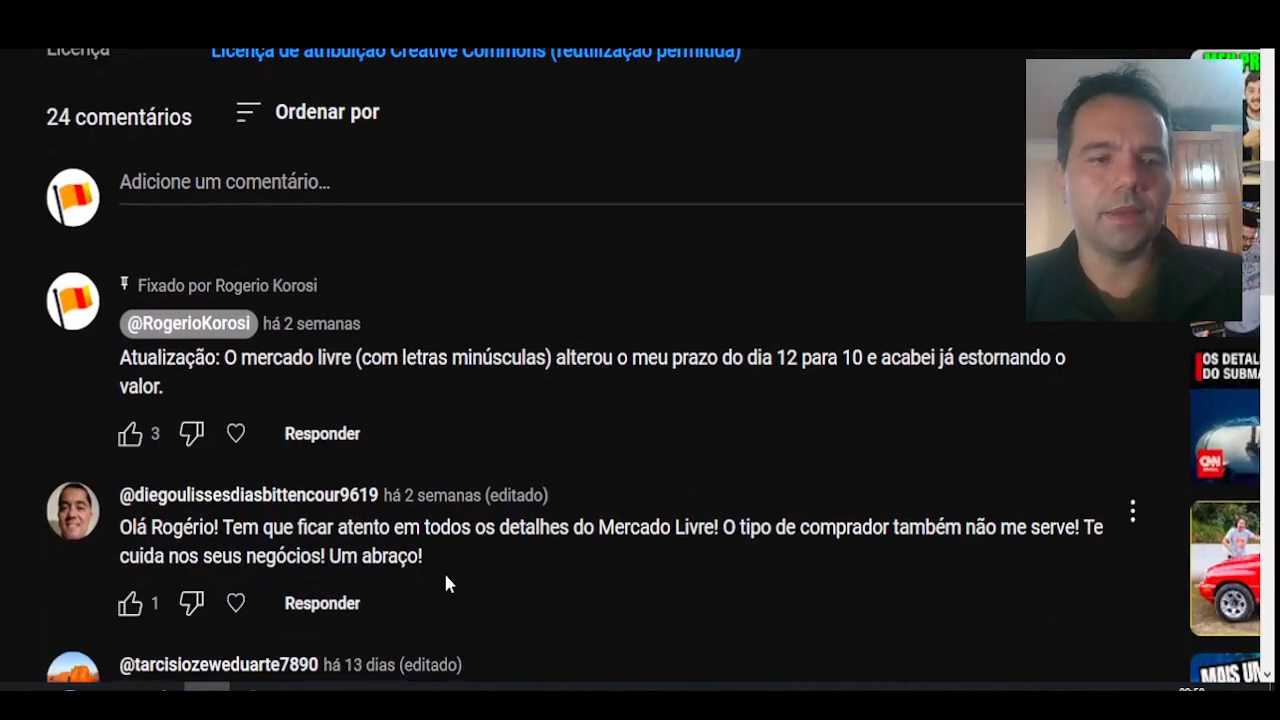 Licença
Licença de atribuição Creative Commons (reutilização permitida)
24 comentários
Ordenar por
Adicione um comentário...
Fixado por Rogerio Korosi
@RogerioKorosi há 2 semanas
Atualização: O mercado livre (com letras minúsculas) alterou o meu prazo do dia 12 para 10 e acabei já estornando o
valor.
3
Responder
OS DETAL
DO SUBMA
CNN
@diegoulissesdiasbittencour9619 há 2 semanas (editado)
Olá Rogério! Tem que ficar atento em todos os detalhes do Mercado Livre! O tipo de comprador também não me serve! Te
cuida nos seus negócios! Um abraço!
1
Responder
@tarcisiozeweduarte7890 há 13 dias (editado)
MAIS UM